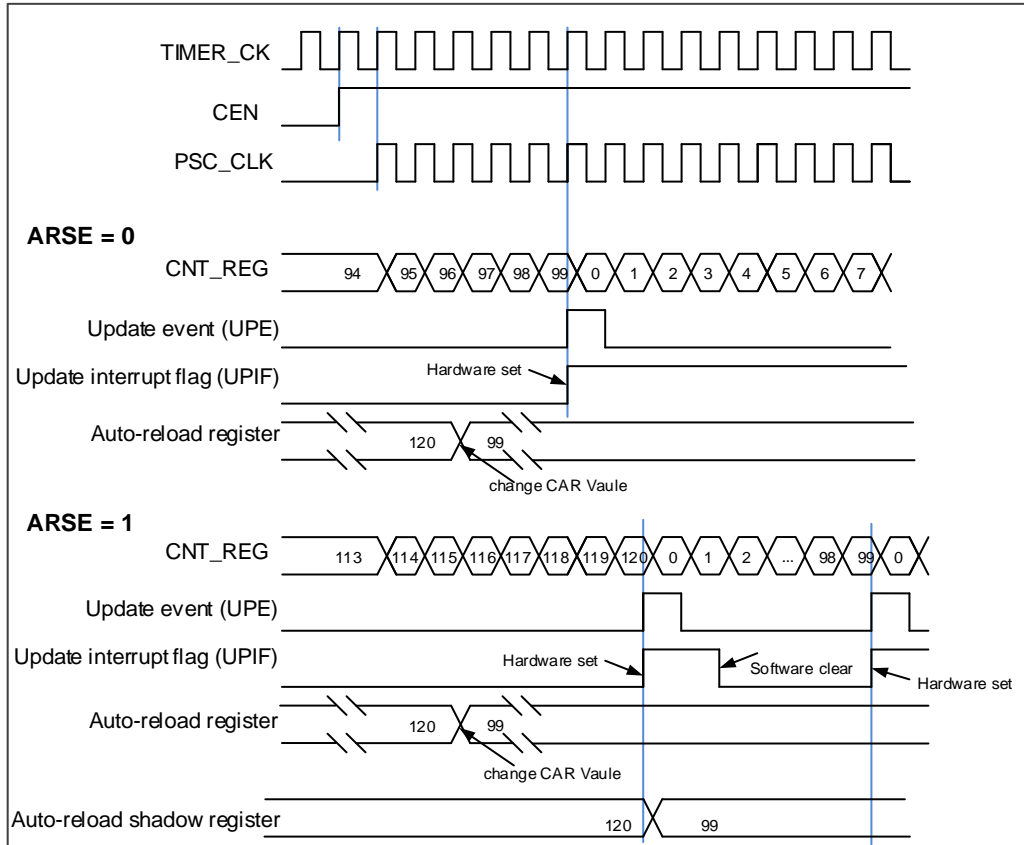 TIMER_CK
CEN
PSC_CLK
ARSE = 0
CNT_REG 94 95 96 97 98 99 0 1 2 3 4 5 6 7
Update event (UPE)
Update interrupt flag (UPIF) Hardware set
Auto-reload register 120 99
change CAR Vaule
ARSE = 1
CNT_REG 113 114 115 116 117 118 119 120 0 1 2 ... 98 99 0
Update event (UPE)
Update interrupt flag (UPIF) Hardware set Software clear Hardware set
Auto-reload register 120 99
change CAR Vaule
Auto-reload shadow register 120 99